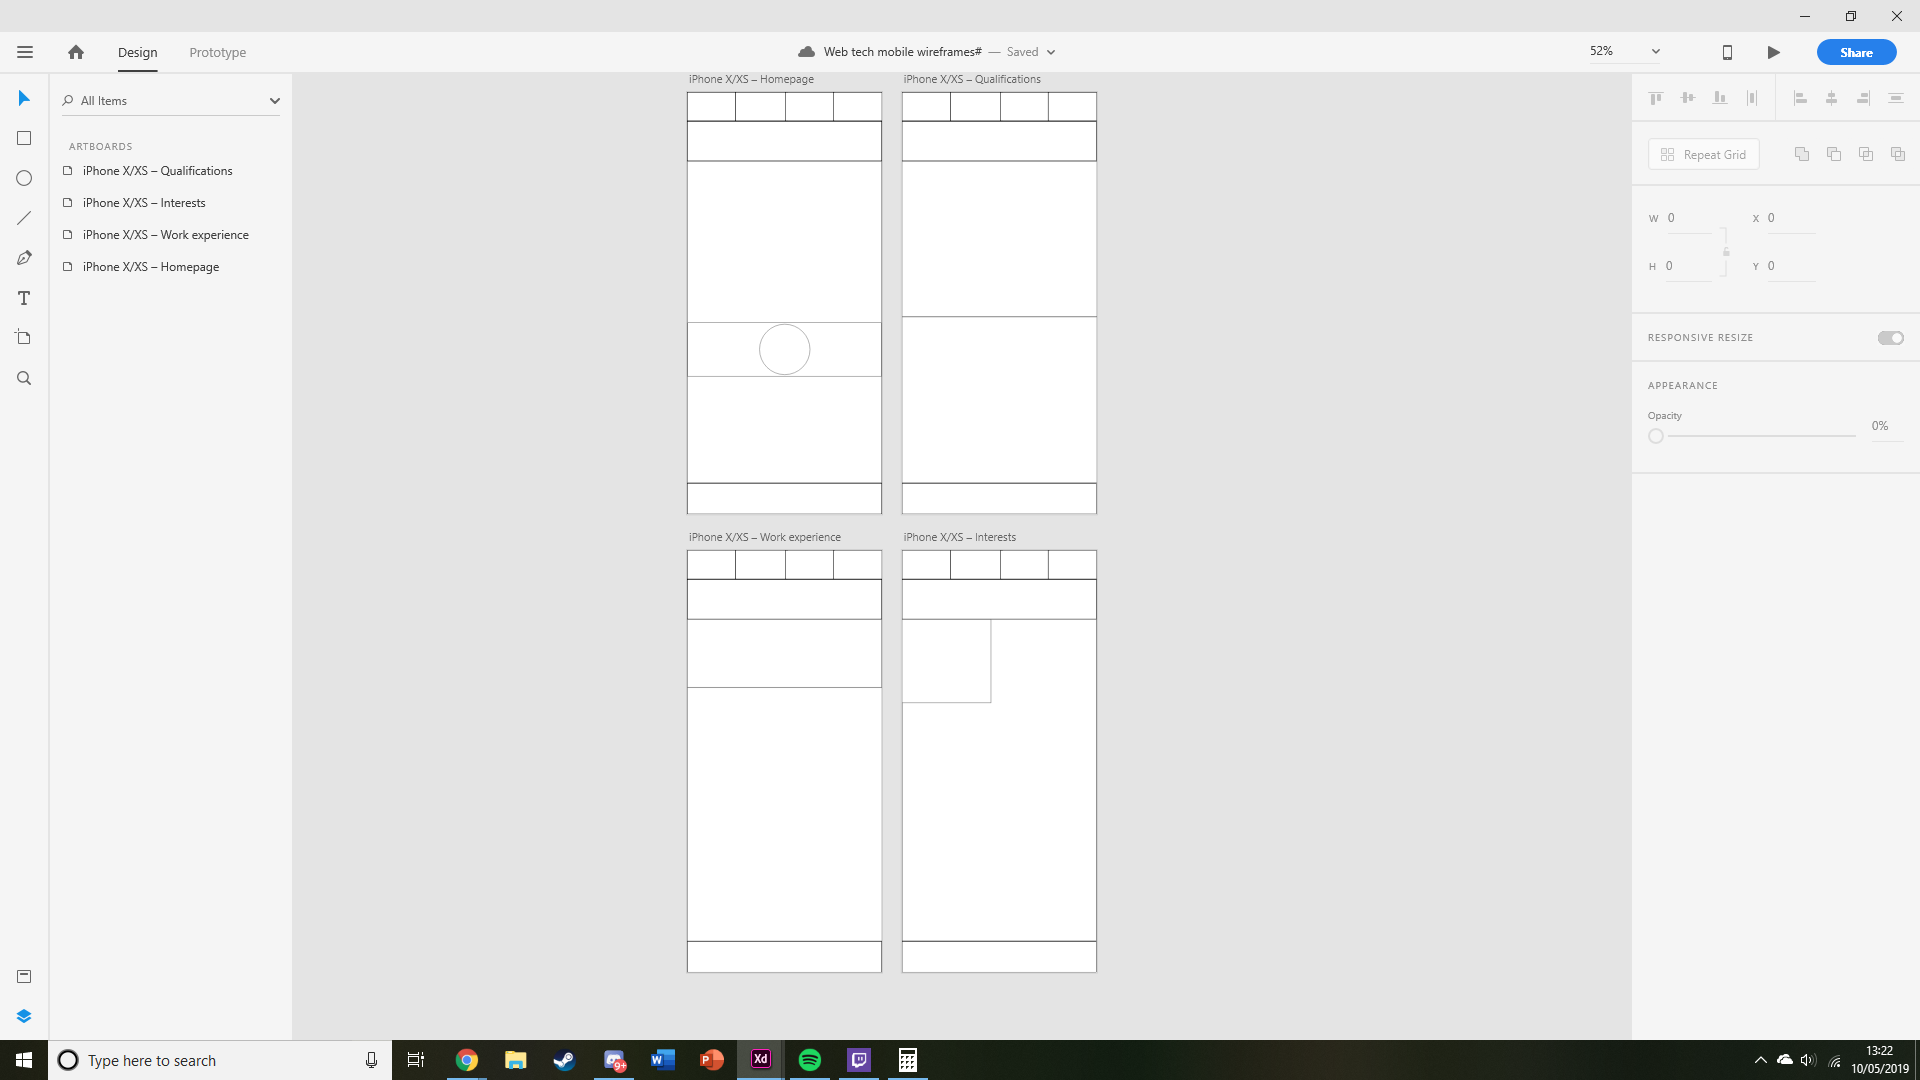 Design
Prototype
Web tech mobile wireframes# — Saved
52%
Share
All Items
ARTBOARDS
iPhone X/XS – Qualifications
iPhone X/XS – Interests
iPhone X/XS – Work experience
iPhone X/XS – Homepage
iPhone X/XS – Homepage
iPhone X/XS – Qualifications
iPhone X/XS – Work experience
iPhone X/XS – Interests
Repeat Grid
W 0
X 0
H 0
Y 0
RESPONSIVE RESIZE
APPEARANCE
Opacity
0%
Type here to search
9+
W
P
Xd
13:22
10/05/2019